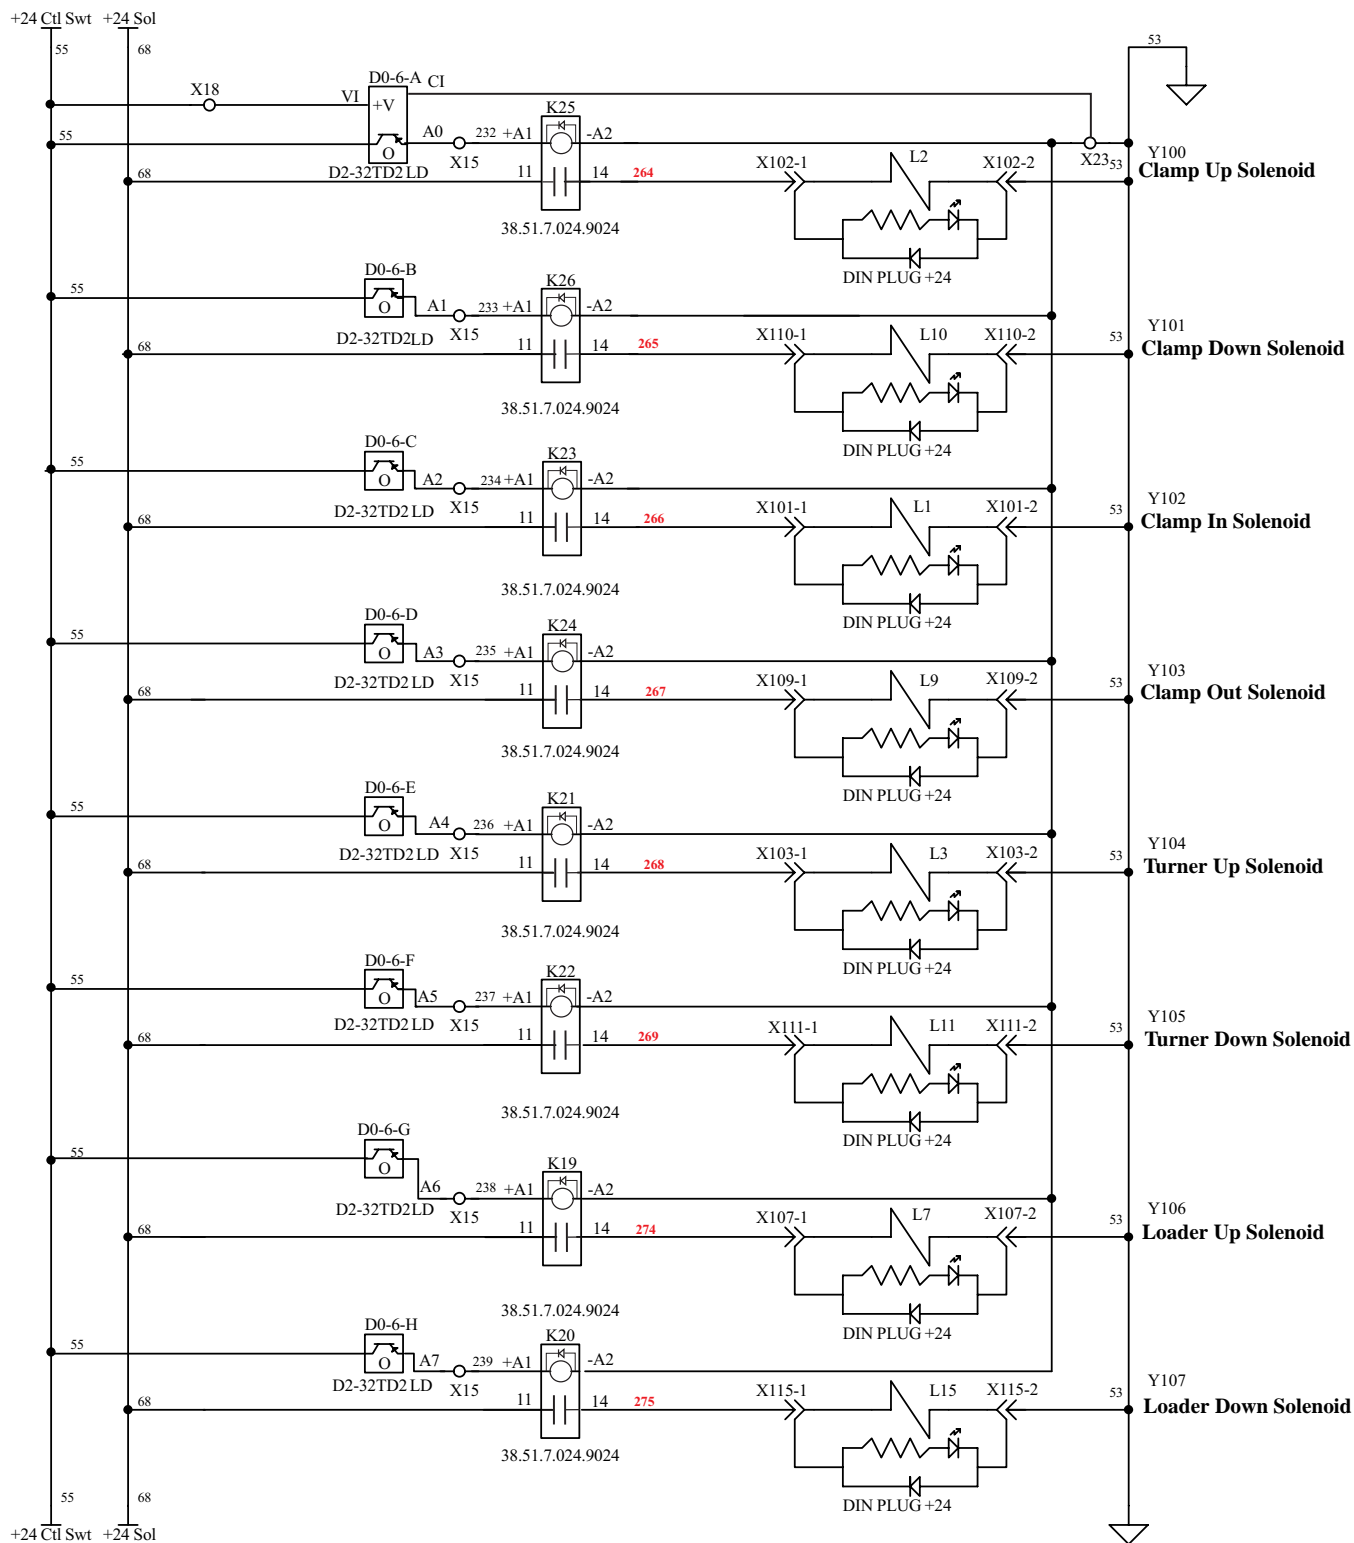 +24 Ctl Swt +24 Sol
55 68 53
X18 VI D0-6-A CI
+V
55 O A0 X15 232 +A1 K25 -A2 X23
D2-32TD2 LD
68 11 14 264 X102-1 L2 X102-2 53
Y100
Clamp Up Solenoid
38.51.7.024.9024
DIN PLUG +24
D0-6-B
55 O A1 X15 233 +A1 K26 -A2
D2-32TD2LD
68 11 14 265 X110-1 L10 X110-2 53
Y101
Clamp Down Solenoid
38.51.7.024.9024
DIN PLUG +24
D0-6-C
55 O A2 X15 234 +A1 K23 -A2
D2-32TD2 LD
68 11 14 266 X101-1 L1 X101-2 53
Y102
Clamp In Solenoid
38.51.7.024.9024
DIN PLUG +24
D0-6-D
55 O A3 X15 235 +A1 K24 -A2
D2-32TD2 LD
68 11 14 267 X109-1 L9 X109-2 53
Y103
Clamp Out Solenoid
38.51.7.024.9024
DIN PLUG +24
D0-6-E
55 O A4 X15 236 +A1 K21 -A2
D2-32TD2 LD
68 11 14 268 X103-1 L3 X103-2 53
Y104
Turner Up Solenoid
38.51.7.024.9024
DIN PLUG +24
D0-6-F
55 O A5 X15 237 +A1 K22 -A2
D2-32TD2 LD
68 11 14 269 X111-1 L11 X111-2 53
Y105
Turner Down Solenoid
38.51.7.024.9024
DIN PLUG +24
D0-6-G
55 O A6 X15 238 +A1 K19 -A2
D2-32TD2LD
68 11 14 274 X107-1 L7 X107-2 53
Y106
Loader Up Solenoid
38.51.7.024.9024
DIN PLUG +24
D0-6-H
55 O A7 X15 239 +A1 K20 -A2
D2-32TD2 LD
68 11 14 275 X115-1 L15 X115-2 53
Y107
Loader Down Solenoid
38.51.7.024.9024
DIN PLUG +24
55 68
+24 Ctl Swt +24 Sol